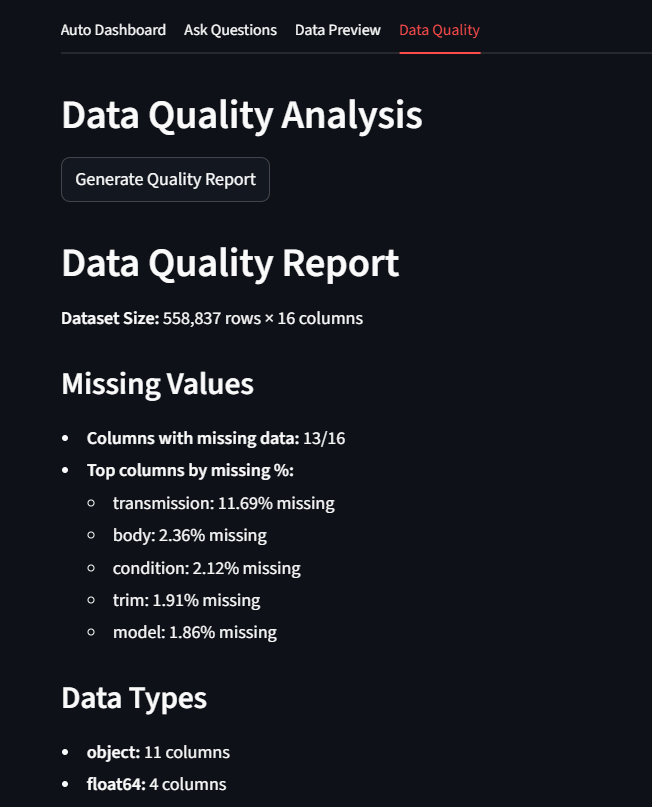 Auto Dashboard Ask Questions Data Preview Data Quality
Data Quality Analysis
Generate Quality Report
Data Quality Report
Dataset Size: 558,837 rows × 16 columns
Missing Values
• Columns with missing data: 13/16
• Top columns by missing %:
○ transmission: 11.69% missing
○ body: 2.36% missing
○ condition: 2.12% missing
○ trim: 1.91% missing
○ model: 1.86% missing
Data Types
• object: 11 columns
• float64: 4 columns